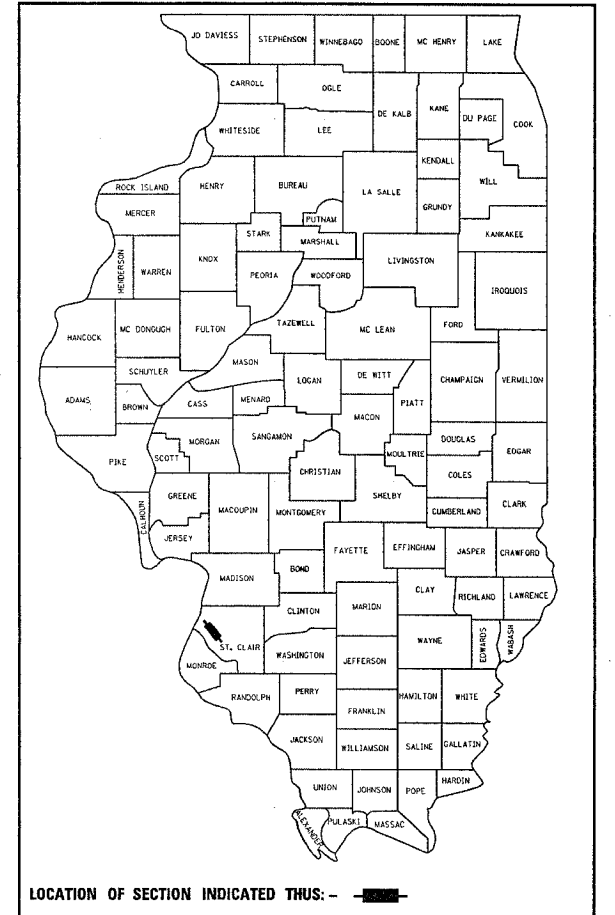 JO DAVIESS STEPHENSON WINNEBAGO BOONE MC HENRY LAKE
CARROLL OGLE DE KALB KANE DU PAGE COOK
WHITESIDE LEE KENDALL WILL
ROCK ISLAND HENRY BUREAU LA SALLE GRUNDY
MERCER PUTNAM KANKAKEE
STARK MARSHALL
HENDERSON WARREN KNOX PEORIA WOODFORD LIVINGSTON IROQUOIS
HANCOCK MC DONOUGH FULTON TAZEWELL MC LEAN FORD
SCHUYLER MASON LOGAN DE WITT CHAMPAIGN VERMILION
ADAMS BROWN CASS MENARD MACON PIATT
MORGAN SANGAMON DOUGLAS
PIKE SCOTT CHRISTIAN MOULTRIE COLES EDGAR
GREENE MACOUPIN MONTGOMERY SHELBY CUMBERLAND CLARK
CALHOUN JERSEY FAYETTE EFFINGHAM JASPER CRAWFORD
MADISON BOND
CLINTON MARION CLAY RICHLAND LAWRENCE
ST. CLAIR WASHINGTON JEFFERSON WAYNE EDWARDS WABASH
MONROE
RANDOLPH PERRY FRANKLIN HAMILTON WHITE
JACKSON WILLIAMSON SALINE GALLATIN
UNION JOHNSON POPE HARDIN
ALEXANDER PULASKI MASSAC
LOCATION OF SECTION INDICATED THUS: -